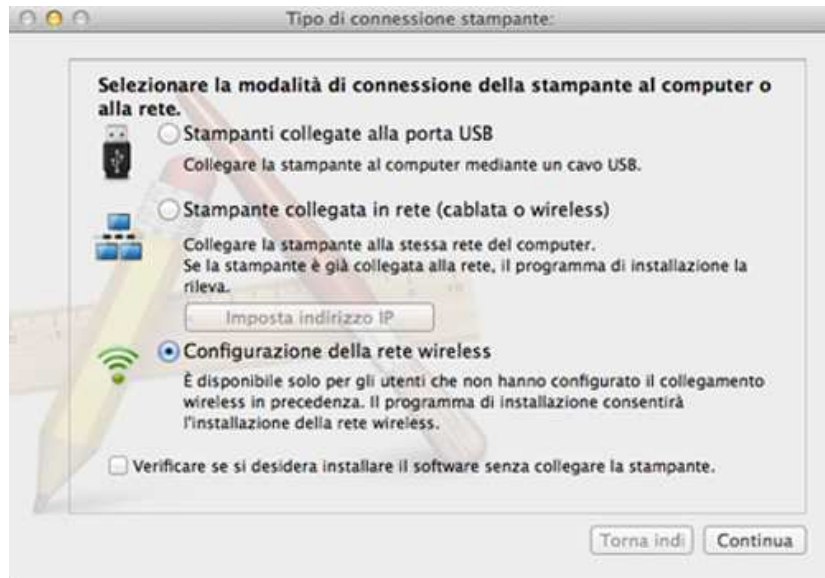 Tipo di connessione stampante:
Selezionare la modalità di connessione della stampante al computer o
alla rete.
Stampanti collegate alla porta USB
Collegare la stampante al computer mediante un cavo USB.
Stampante collegata in rete (cablata o wireless)
Collegare la stampante alla stessa rete del computer.
Se la stampante è già collegata alla rete, il programma di installazione la
rileva.
Imposta indirizzo IP
Configurazione della rete wireless
È disponibile solo per gli utenti che non hanno configurato il collegamento
wireless in precedenza. Il programma di installazione consentirà
l'installazione della rete wireless.
Verificare se si desidera installare il software senza collegare la stampante.
Torna indi
Continua